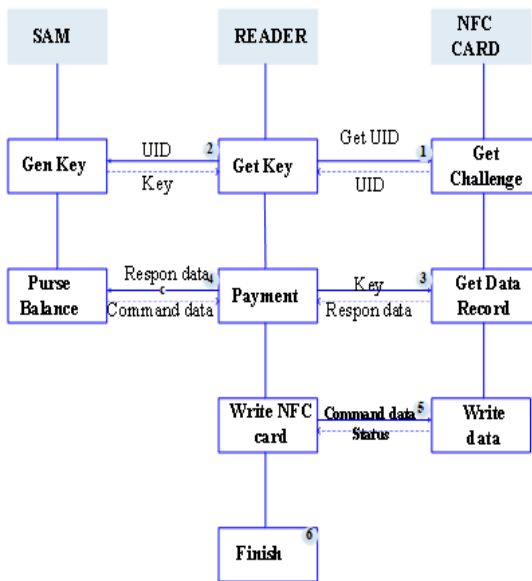 SAM
READER
NFC
CARD
Get UID
UID
2
1
Gen Key
Get Key
Get
Challenge
Key
UID
Respon data
4
Key
3
Purse
Balance
Payment
Get Data
Record
Command data
Respon data
Write NFC
card
Command data
5
Status
Write
data
6
Finish